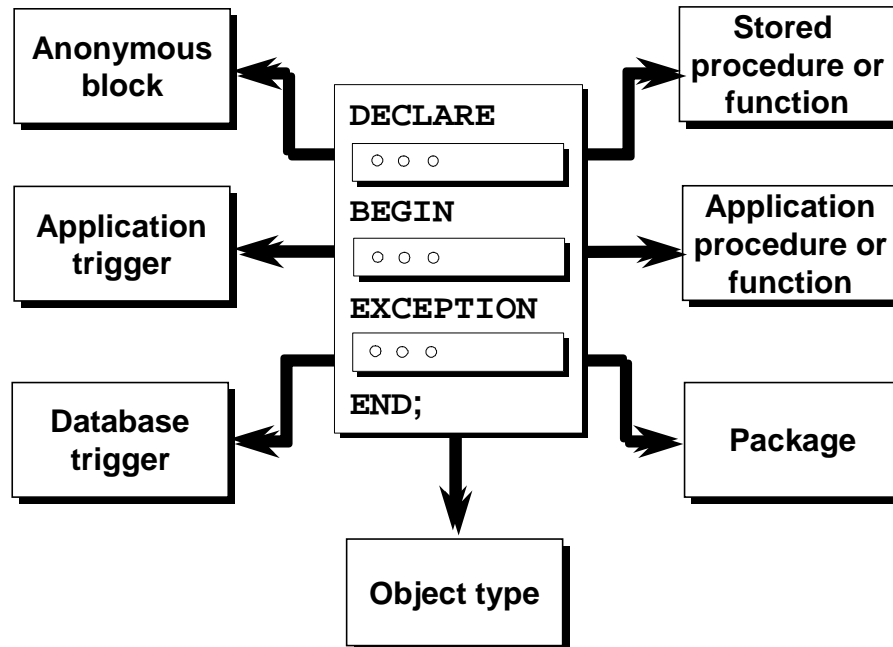 Anonymous
block
Stored
procedure or
function
DECLARE
BEGIN
EXCEPTION
END;
Application
trigger
Application
procedure or
function
Database
trigger
Package
Object type